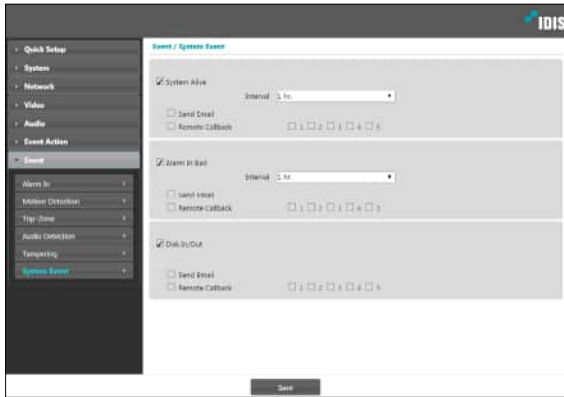 IDIS
Quick Setup
System
Network
Video
Audio
Event Action
Event
Alarm In
Motion Detection
Trip-Zone
Audio Detection
Tampering
System Event
Event / System Event
System Alive
Interval 1 hr.
Send Email
Remote Callback 1 2 3 4 5
Alarm In Bad
Interval 1 hr.
Send Email
Remote Callback 1 2 3 4 5
Disk In/Out
Send Email
Remote Callback 1 2 3 4 5
Save